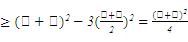 ≥ (▯ + ▯)² − 3(▯+▯/2)² = (▯+▯)²/4